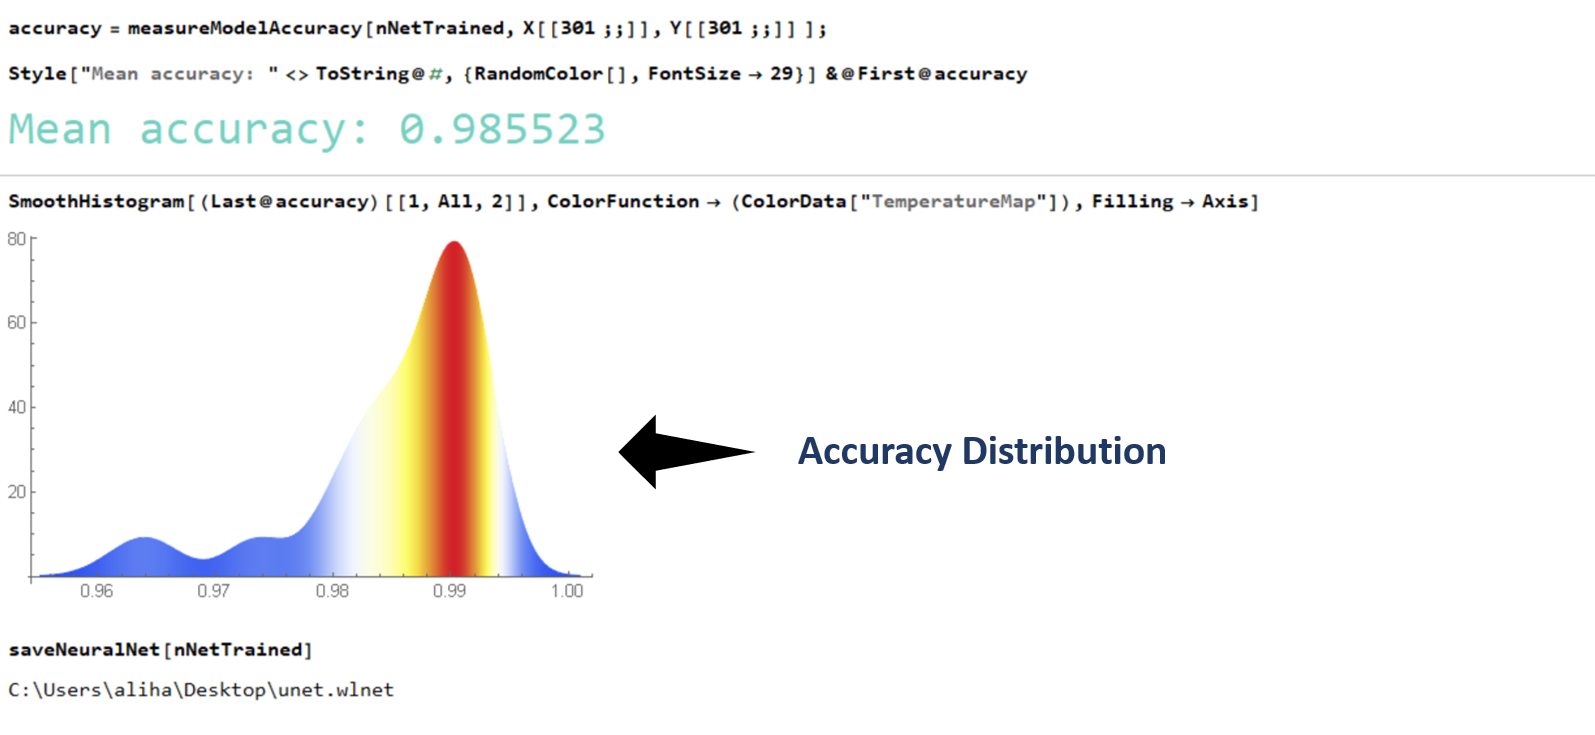 accuracy = measureModelAccuracy[nNetTrained, X[[301 ;;]], Y[[301 ;;]] ];
Style["Mean accuracy: " <> ToString@#, {RandomColor[], FontSize → 29}] &@First@accuracy
Mean accuracy: 0.985523
SmoothHistogram[(Last@accuracy)[[1, All, 2]], ColorFunction → (ColorData["TemperatureMap"]), Filling → Axis]
80
60
40
20
0.96 0.97 0.98 0.99 1.00
Accuracy Distribution
saveNeuralNet[nNetTrained]
C:\Users\aliha\Desktop\unet.wlnet